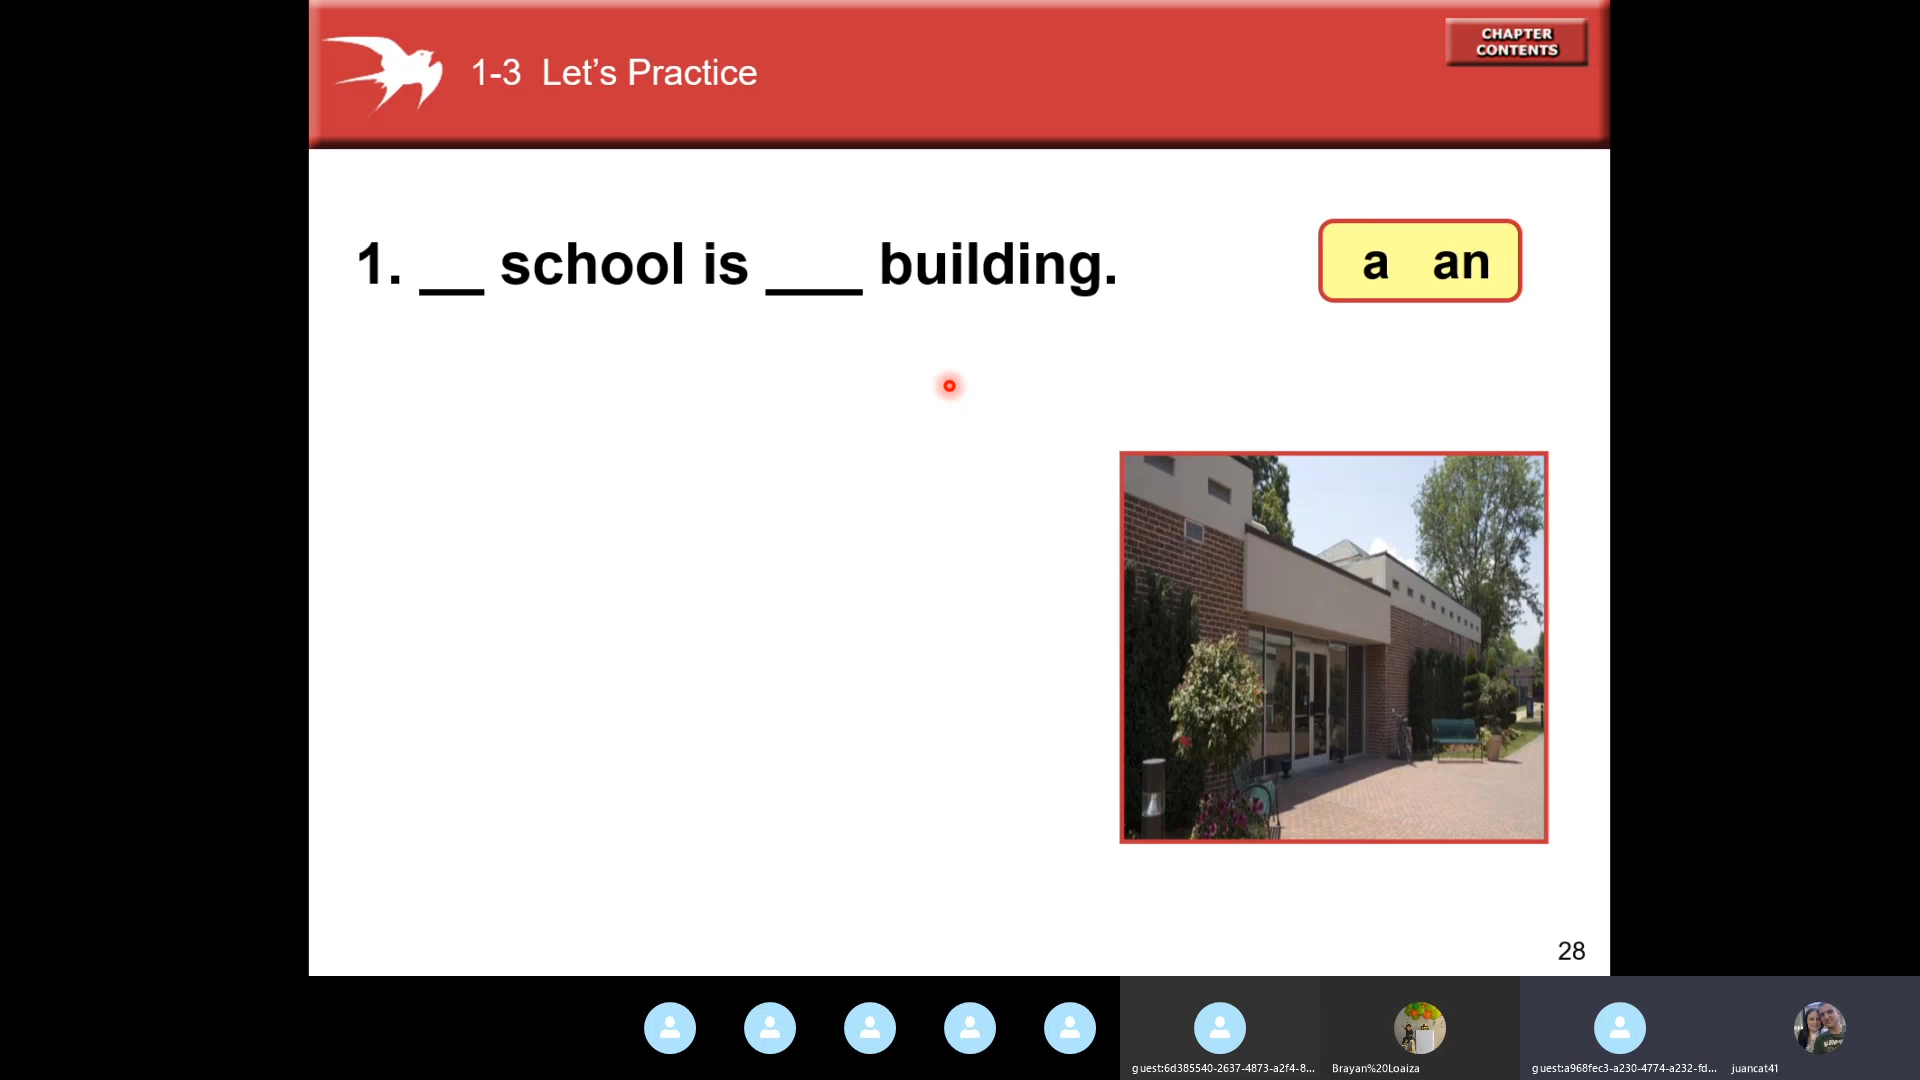 1-3 Let’s Practice
CHAPTER
CONTENTS
1. __ school is ___ building.
a an
28
guest:6d385540-2637-4873-a2f4-8...
Brayan%20Loaiza
guest:a968fec3-a230-4774-a232-fd...
juancat41